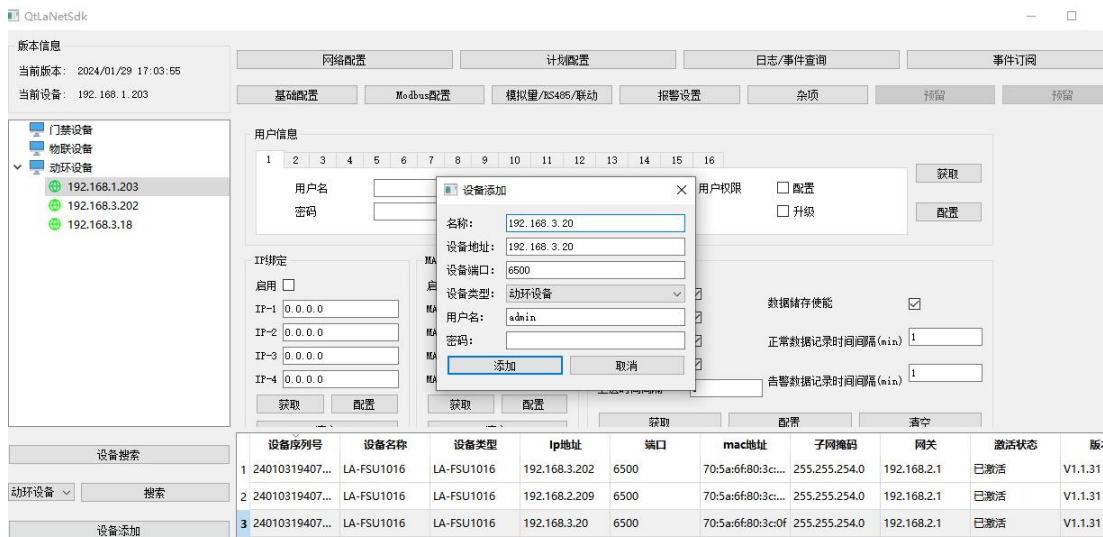 QtLaNetSdk
版本信息
当前版本: 2024/01/29 17:03:55
当前设备: 192.168.1.203
网络配置 计划配置 日志/事件查询 事件订阅
基础配置 Modbus配置 模拟量/RS485/联动 报警设置 杂项 预留 预留
门禁设备
物联设备
动环设备
192.168.1.203
192.168.3.202
192.168.3.18
用户信息
1 2 3 4 5 6 7 8 9 10 11 12 13 14 15 16
用户名 用户权限 配置 获取
密码 升级 配置
设备添加
名称: 192.168.3.20
设备地址: 192.168.3.20
设备端口: 6500
设备类型: 动环设备
用户名: admin
密码:
添加 取消
IP绑定
启用
IP-1 0.0.0.0
IP-2 0.0.0.0
IP-3 0.0.0.0
IP-4 0.0.0.0
获取 配置
获取 配置
数据储存使能
正常数据记录时间间隔(min) 1
告警数据记录时间间隔(min) 1
获取 配置 清空
设备搜索
动环设备 搜索
设备添加
设备序列号 设备名称 设备类型 Ip地址 端口 mac地址 子网掩码 网关 激活状态
1 24010319407... LA-FSU1016 LA-FSU1016 192.168.3.202 6500 70:5a:6f:80:3c:... 255.255.254.0 192.168.2.1 已激活 V1.1.31
2 24010319407... LA-FSU1016 LA-FSU1016 192.168.2.209 6500 70:5a:6f:80:3c:... 255.255.254.0 192.168.2.1 已激活 V1.1.31
3 24010319407... LA-FSU1016 LA-FSU1016 192.168.3.20 6500 70:5a:6f:80:3c:0f 255.255.254.0 192.168.2.1 已激活 V1.1.31